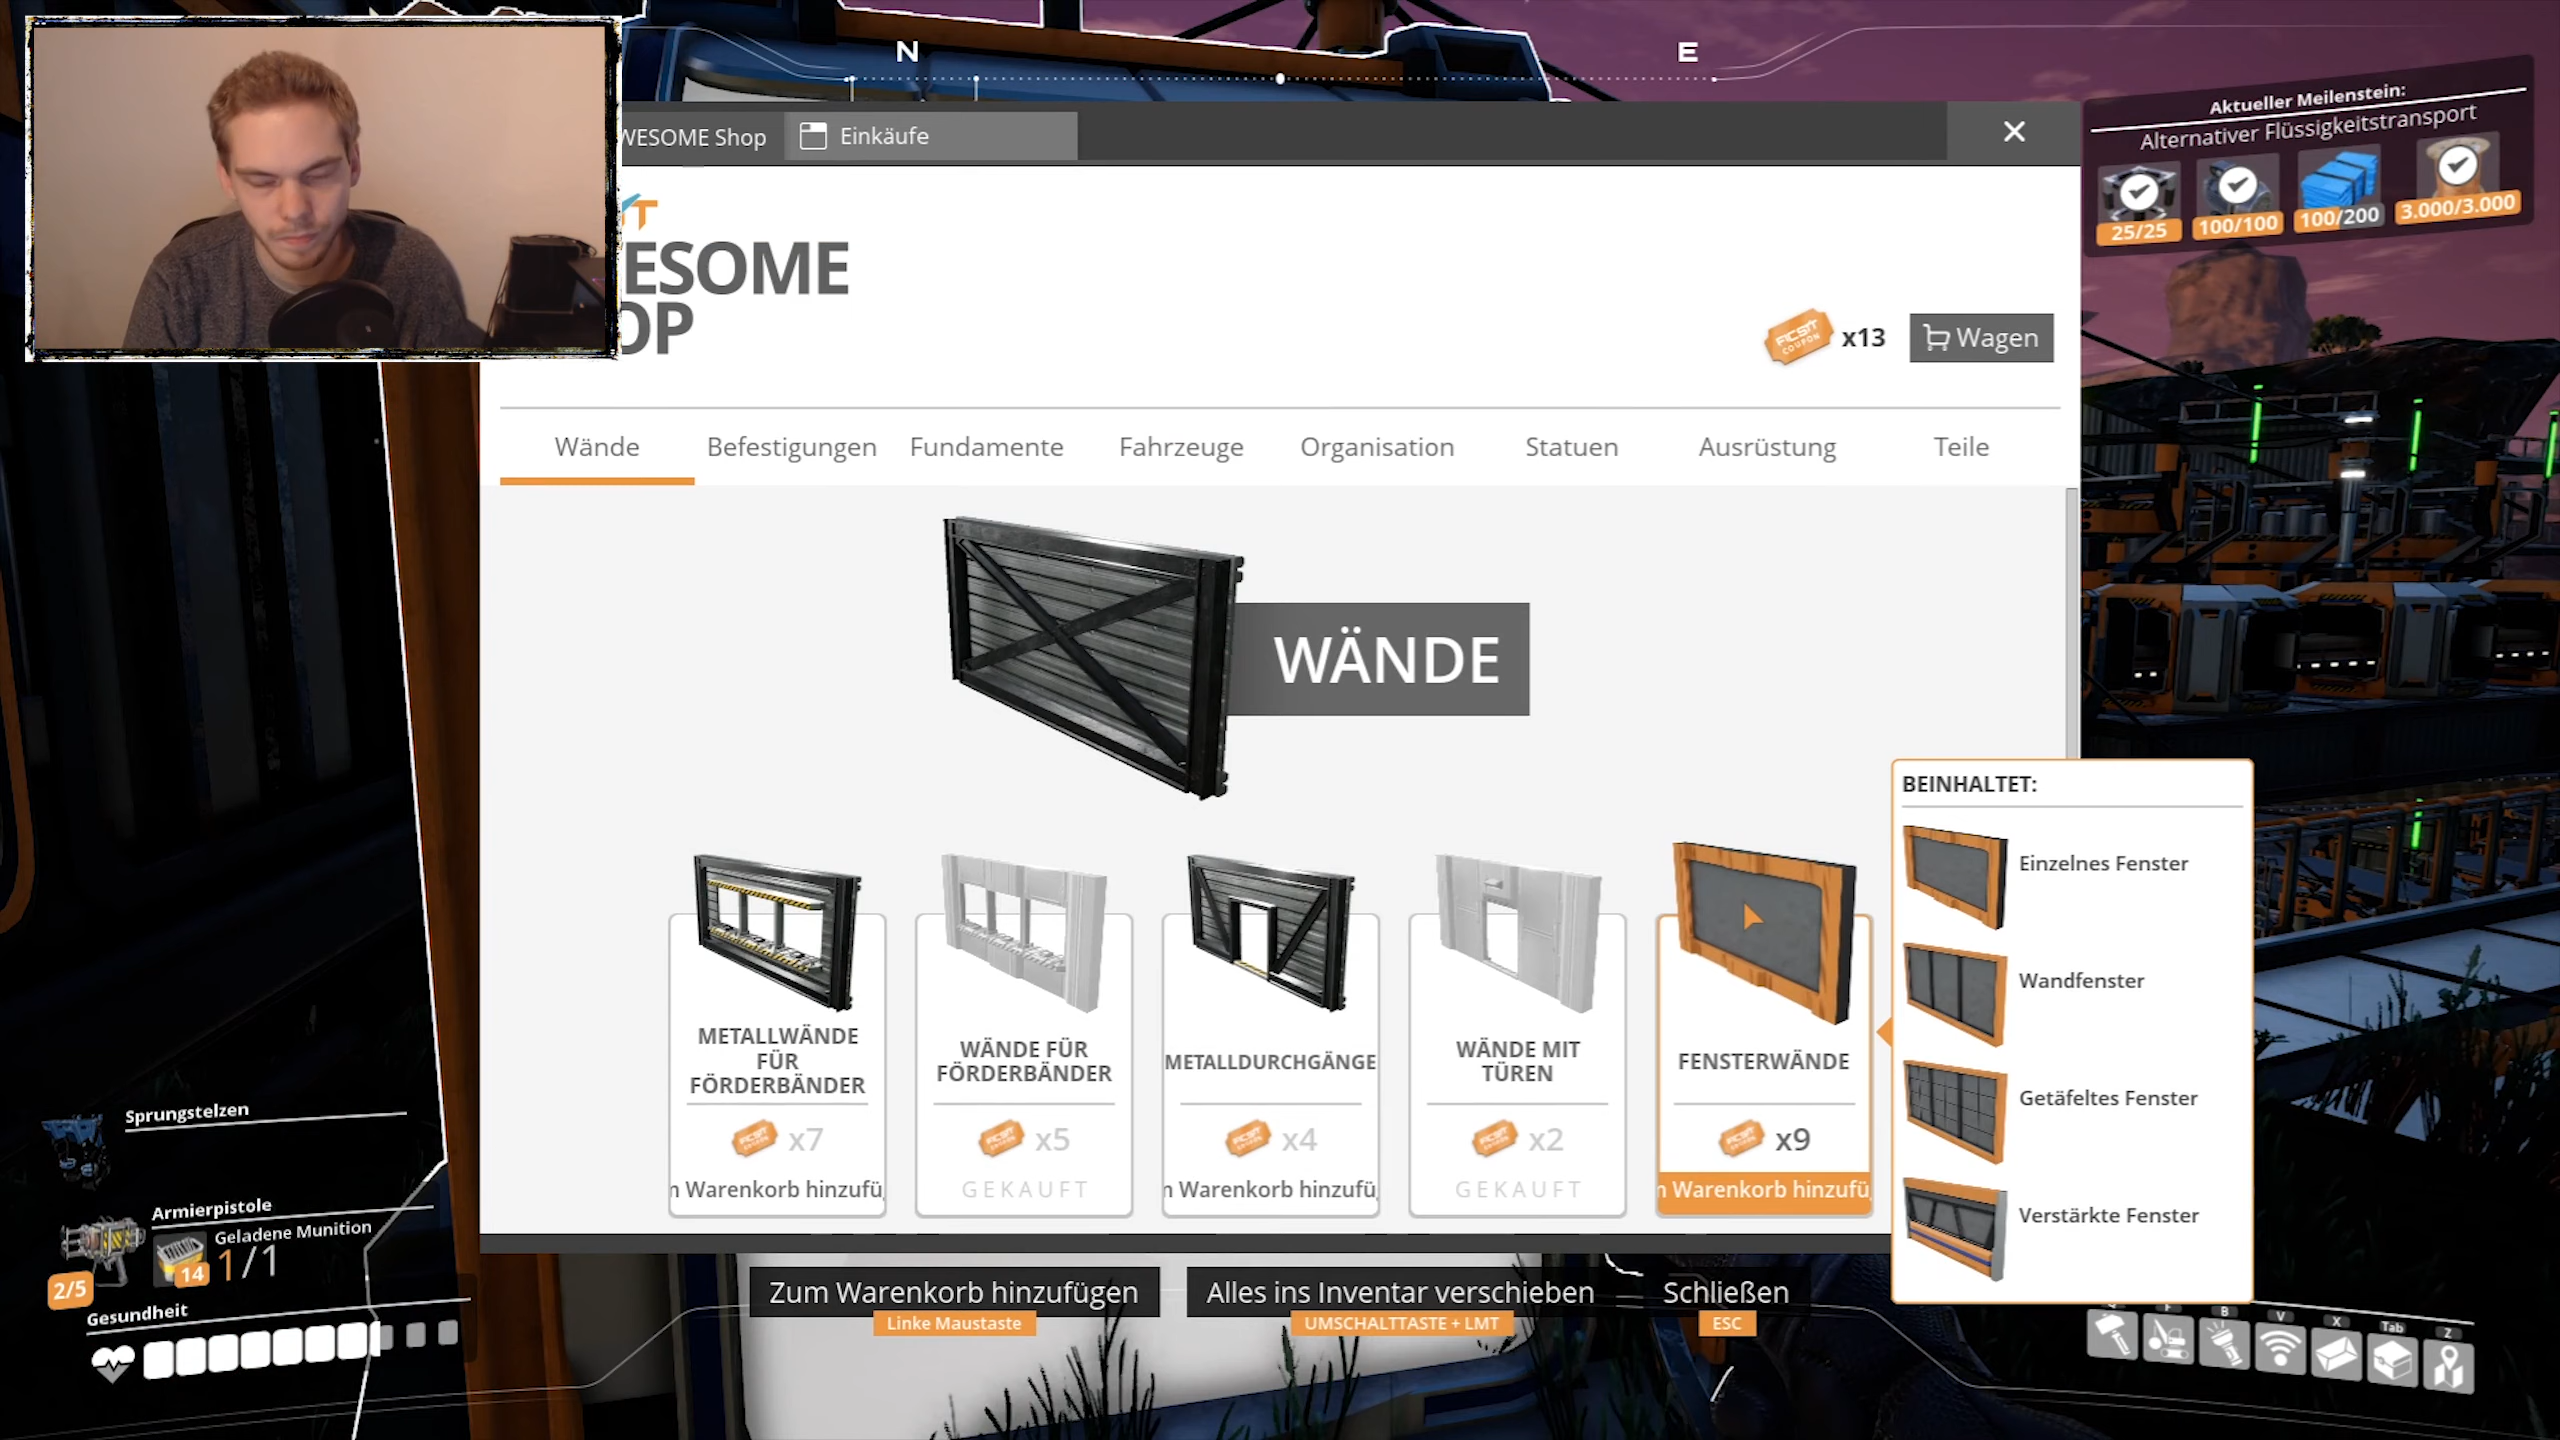 N
E
WESOME Shop
Einkäufe
Aktueller Meilenstein:
Alternativer Flüssigkeitstransport
25/25
100/100
100/200
3.000/3.000
ESOME
OP
FICSIT COUPON
x13
Wagen
Wände
Befestigungen
Fundamente
Fahrzeuge
Organisation
Statuen
Ausrüstung
Teile
WÄNDE
BEINHALTET:
Einzelnes Fenster
Wandfenster
Getäfeltes Fenster
Verstärkte Fenster
METALLWÄNDE
FÜR
FÖRDERBÄNDER
x7
n Warenkorb hinzufü
WÄNDE FÜR
FÖRDERBÄNDER
x5
GEKAUFT
METALLDURCHGÄNGE
x4
n Warenkorb hinzufü
WÄNDE MIT
TÜREN
x2
GEKAUFT
FENSTERWÄNDE
x9
n Warenkorb hinzufü
Sprungstelzen
Armierpistole
Geladene Munition
14
1/1
2/5
Gesundheit
Zum Warenkorb hinzufügen
Linke Maustaste
Alles ins Inventar verschieben
UMSCHALTTASTE + LMT
Schließen
ESC
B
V
X
Tab
Z